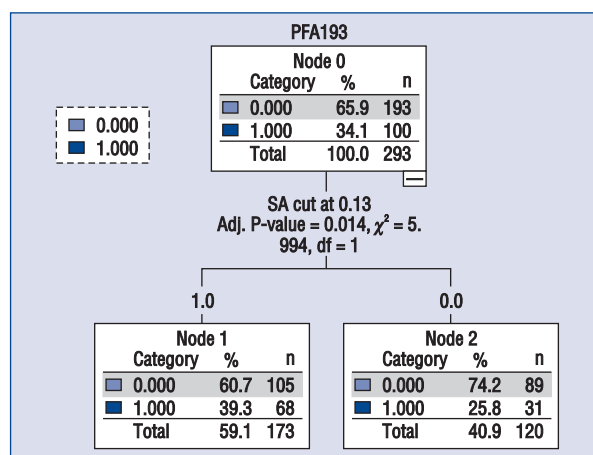 PFA193
Node 0
Category % n
0.000 65.9 193
1.000 34.1 100
Total 100.0 293
0.000
1.000
SA cut at 0.13
Adj. P-value = 0.014, χ² = 5.
994, df = 1
1.0
0.0
Node 1
Category % n
0.000 60.7 105
1.000 39.3 68
Total 59.1 173
Node 2
Category % n
0.000 74.2 89
1.000 25.8 31
Total 40.9 120